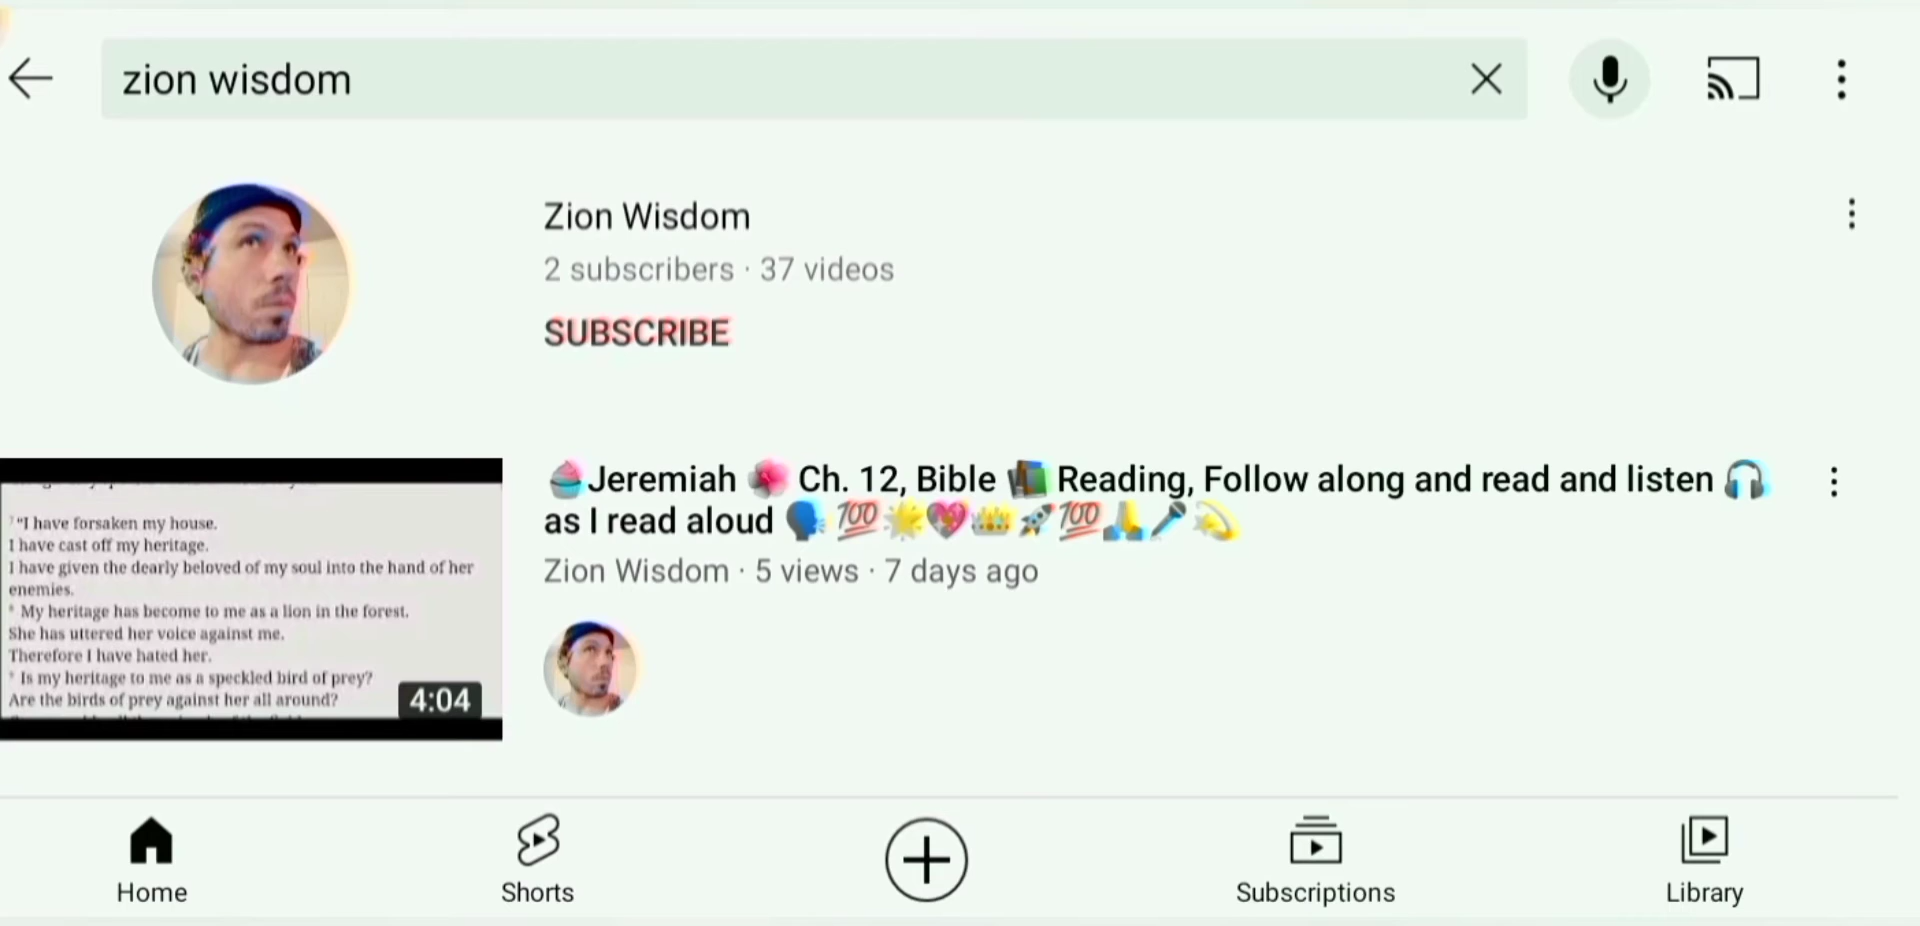 zion wisdom
Zion Wisdom
2 subscribers · 37 videos
SUBSCRIBE
🧁Jeremiah 🌺 Ch. 12, Bible 📚 Reading, Follow along and read and listen 🎧
as I read aloud 🗣️💯🌟💖👑🚀💯🙏🎤💫
Zion Wisdom · 5 views · 7 days ago
7 “I have forsaken my house.
I have cast off my heritage.
I have given the dearly beloved of my soul into the hand of her
enemies.
My heritage has become to me as a lion in the forest.
She has uttered her voice against me.
Therefore I have hated her.
Is my heritage to me as a speckled bird of prey?
Are the birds of prey against her all around?
4:04
Home
Shorts
Subscriptions
Library